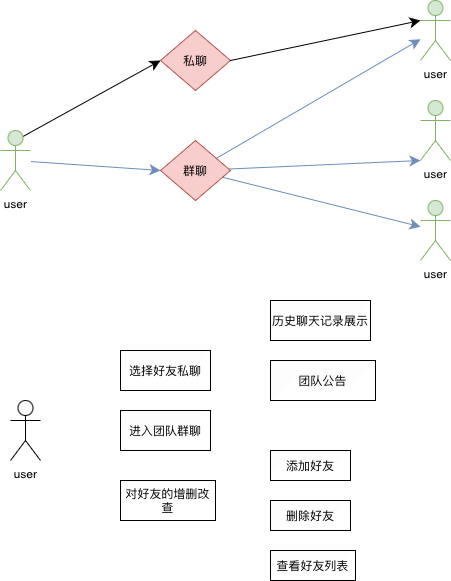 user
私聊
user
群聊
user
user
user
历史聊天记录展示
选择好友私聊
团队公告
进入团队群聊
user
添加好友
对好友的增删改
查
删除好友
查看好友列表